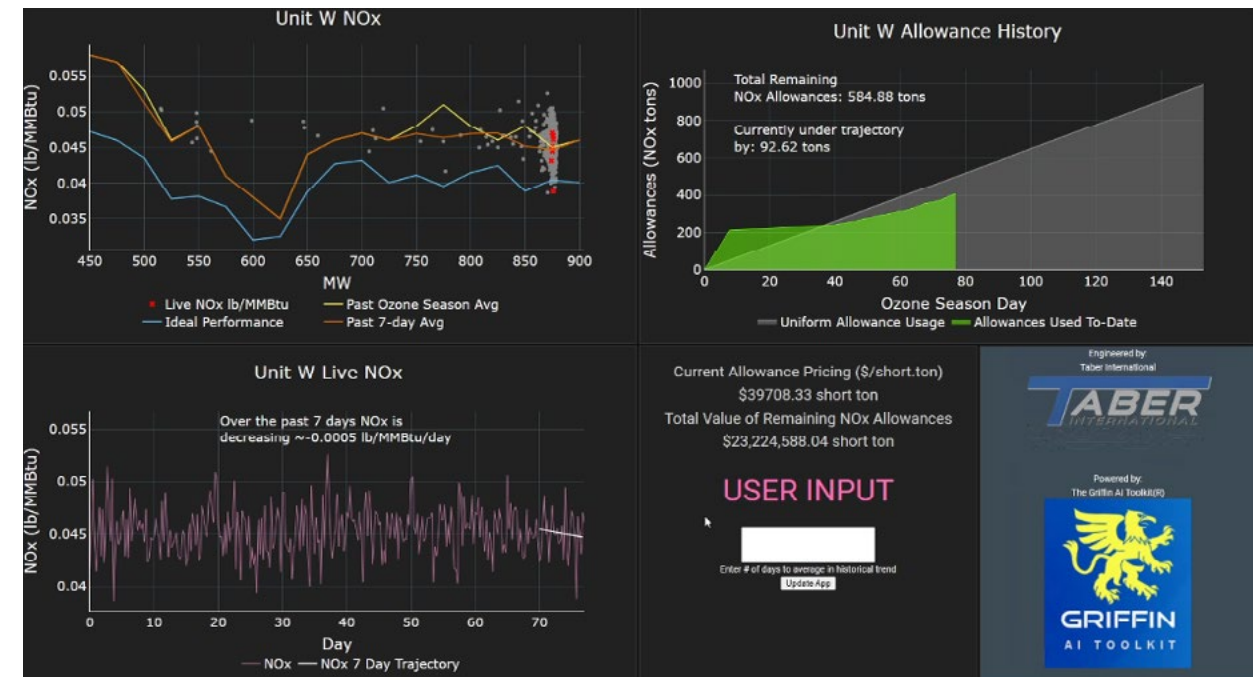 Unit W NOx
NOx (lb/MMBtu)
0.055
0.05
0.045
0.04
0.035
450 500 550 600 650 700 750 800 850 900
MW
Live NOx lb/MMBtu Past Ozone Season Avg
Ideal Performance Past 7-day Avg
Unit W Allowance History
Allowances (NOx tons)
Total Remaining
NOx Allowances: 584.88 tons
Currently under trajectory
by: 92.62 tons
1000
800
600
400
200
0
0 20 40 60 80 100 120 140
Ozone Season Day
Uniform Allowance Usage Allowances Used To-Date
Unit W Live NOx
NOx (lb/MMBtu)
Over the past 7 days NOx is
decreasing ~-0.0005 lb/MMBtu/day
0.055
0.05
0.045
0.04
0 10 20 30 40 50 60 70
Day
NOx NOx 7 Day Trajectory
Current Allowance Pricing ($/short.ton)
$39708.33 short ton
Total Value of Remaining NOx Allowances
$23,224,588.04 short ton
USER INPUT
Enter # of days to average in historical trend
Update App
Engineered by:
Taber International
TABER
INTERNATIONAL
Powered by:
The Griffin AI Toolkit(R)
GRIFFIN
AI TOOLKIT